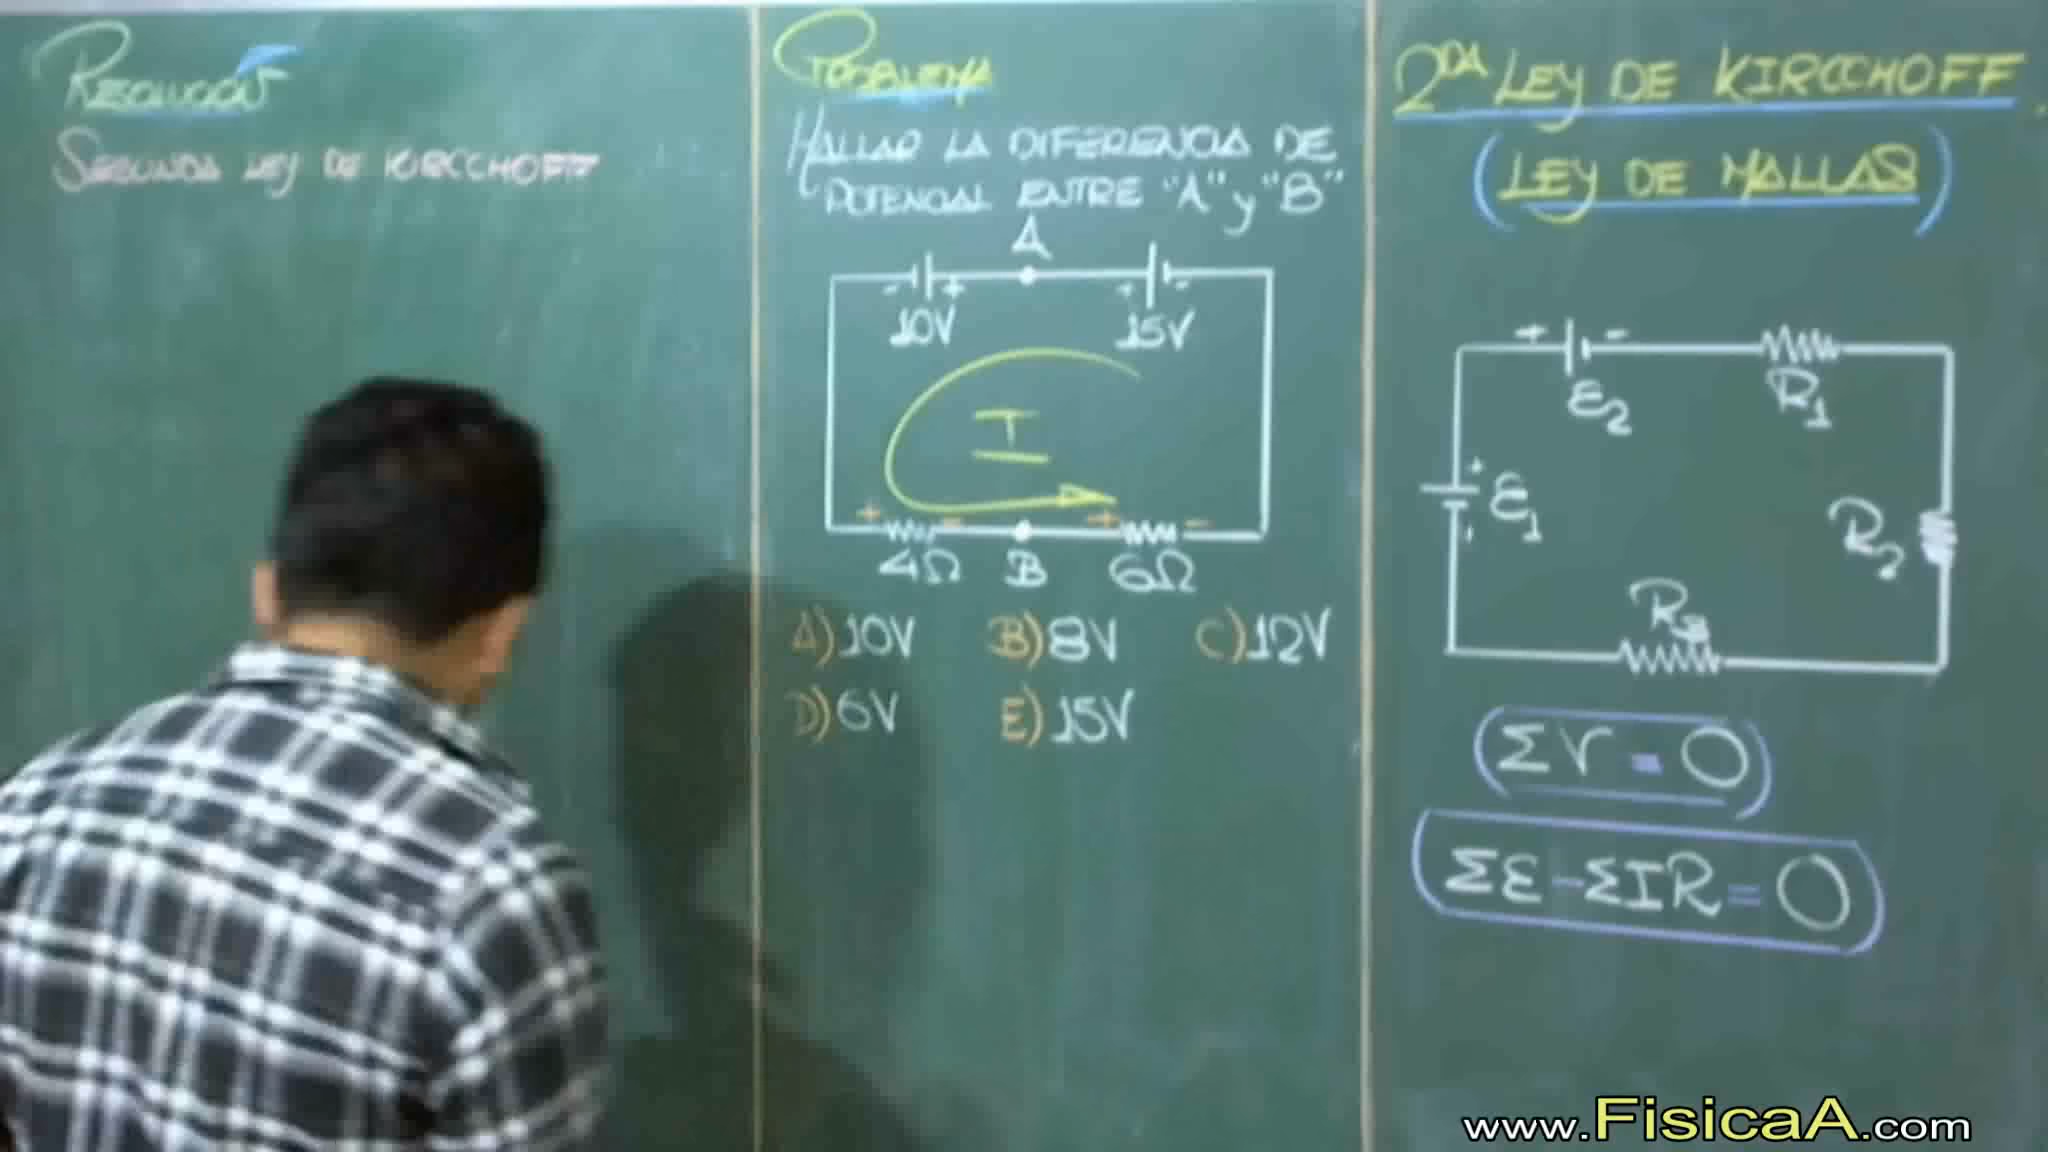 RESOLUCIÓN
SEGUNDA LEY DE KIRCCHOFF
PROBLEMA
HALLAR LA DIFERENCIA DE
POTENCIAL ENTRE "A" y "B"
A
- + + -
10V 15V
I
+ - + -
4Ω B 6Ω
A) 10V B) 8V C) 12V
D) 6V E) 15V
2DA LEY DE KIRCCHOFF
(LEY DE MALLAS)
+ -
ε2 R1
+
ε1 R2
-
R3
ΣV = 0
Σε - ΣIR = 0
www.FisicaA.com